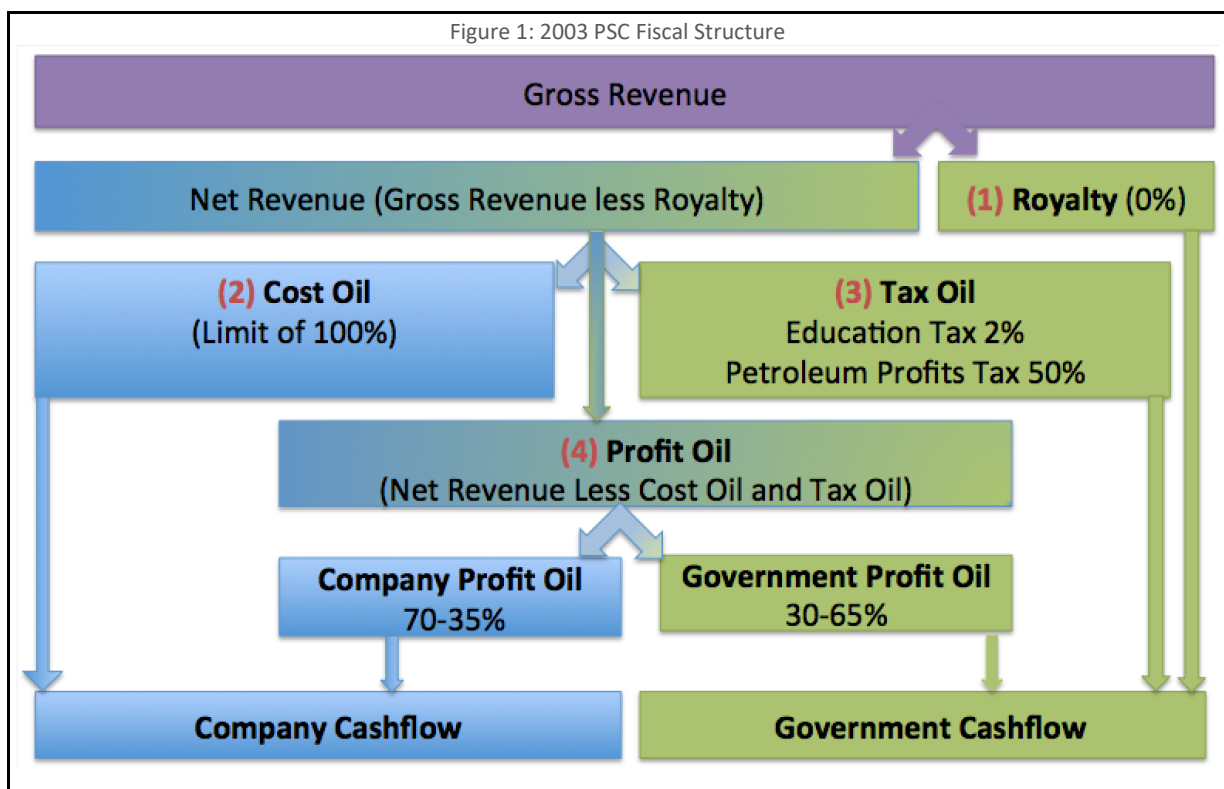 Figure 1: 2003 PSC Fiscal Structure
Gross Revenue
Net Revenue (Gross Revenue less Royalty)
(1) Royalty (0%)
(2) Cost Oil
(Limit of 100%)
(3) Tax Oil
Education Tax 2%
Petroleum Profits Tax 50%
(4) Profit Oil
(Net Revenue Less Cost Oil and Tax Oil)
Company Profit Oil
70-35%
Government Profit Oil
30-65%
Company Cashflow
Government Cashflow